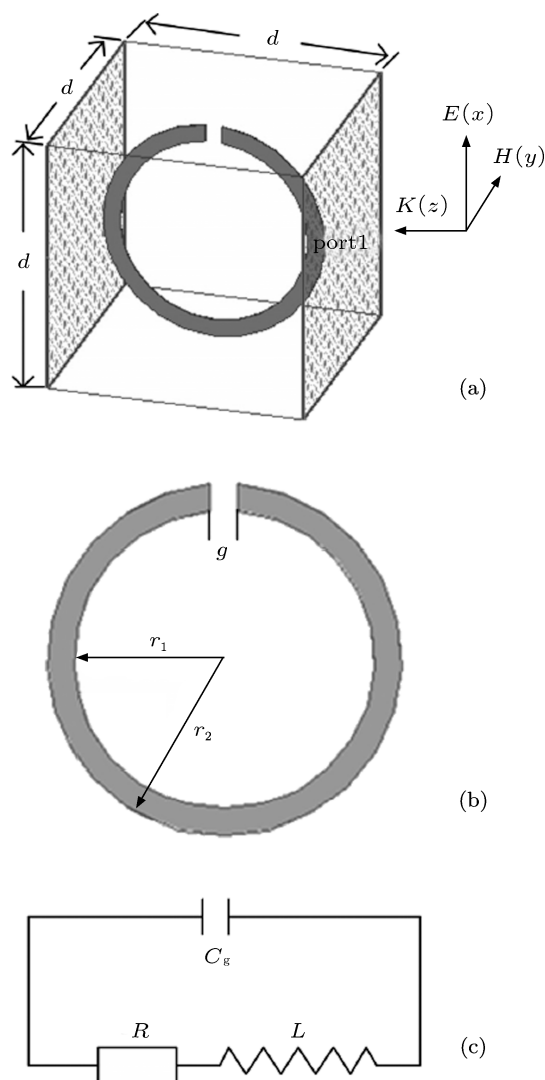 d
d
E(x)
H(y)
K(z)
d
port1
(a)
g
r₁
r₂
(b)
C_g
R
L
(c)